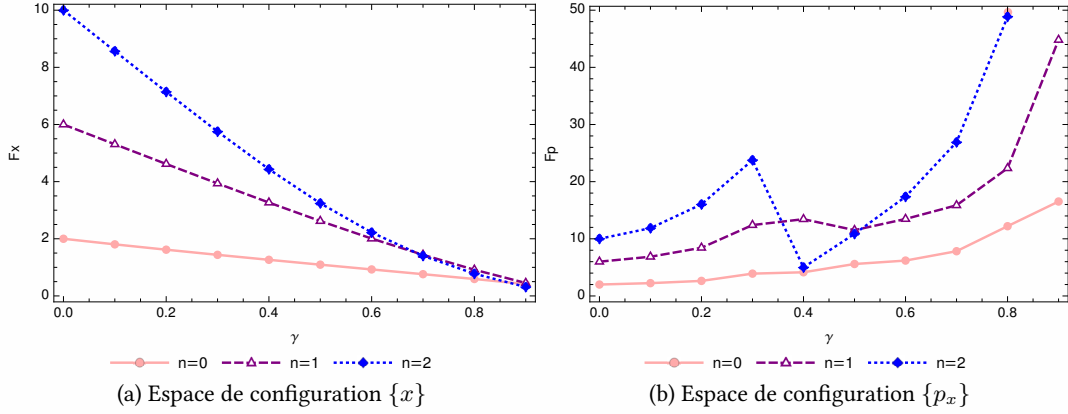 10
8
6
4
2
0
Fx
0.0 0.2 0.4 0.6 0.8
γ
n=0 n=1 n=2
(a) Espace de configuration {x}
50
40
30
20
10
0
Fp
0.0 0.2 0.4 0.6 0.8
γ
n=0 n=1 n=2
(b) Espace de configuration {pₓ}